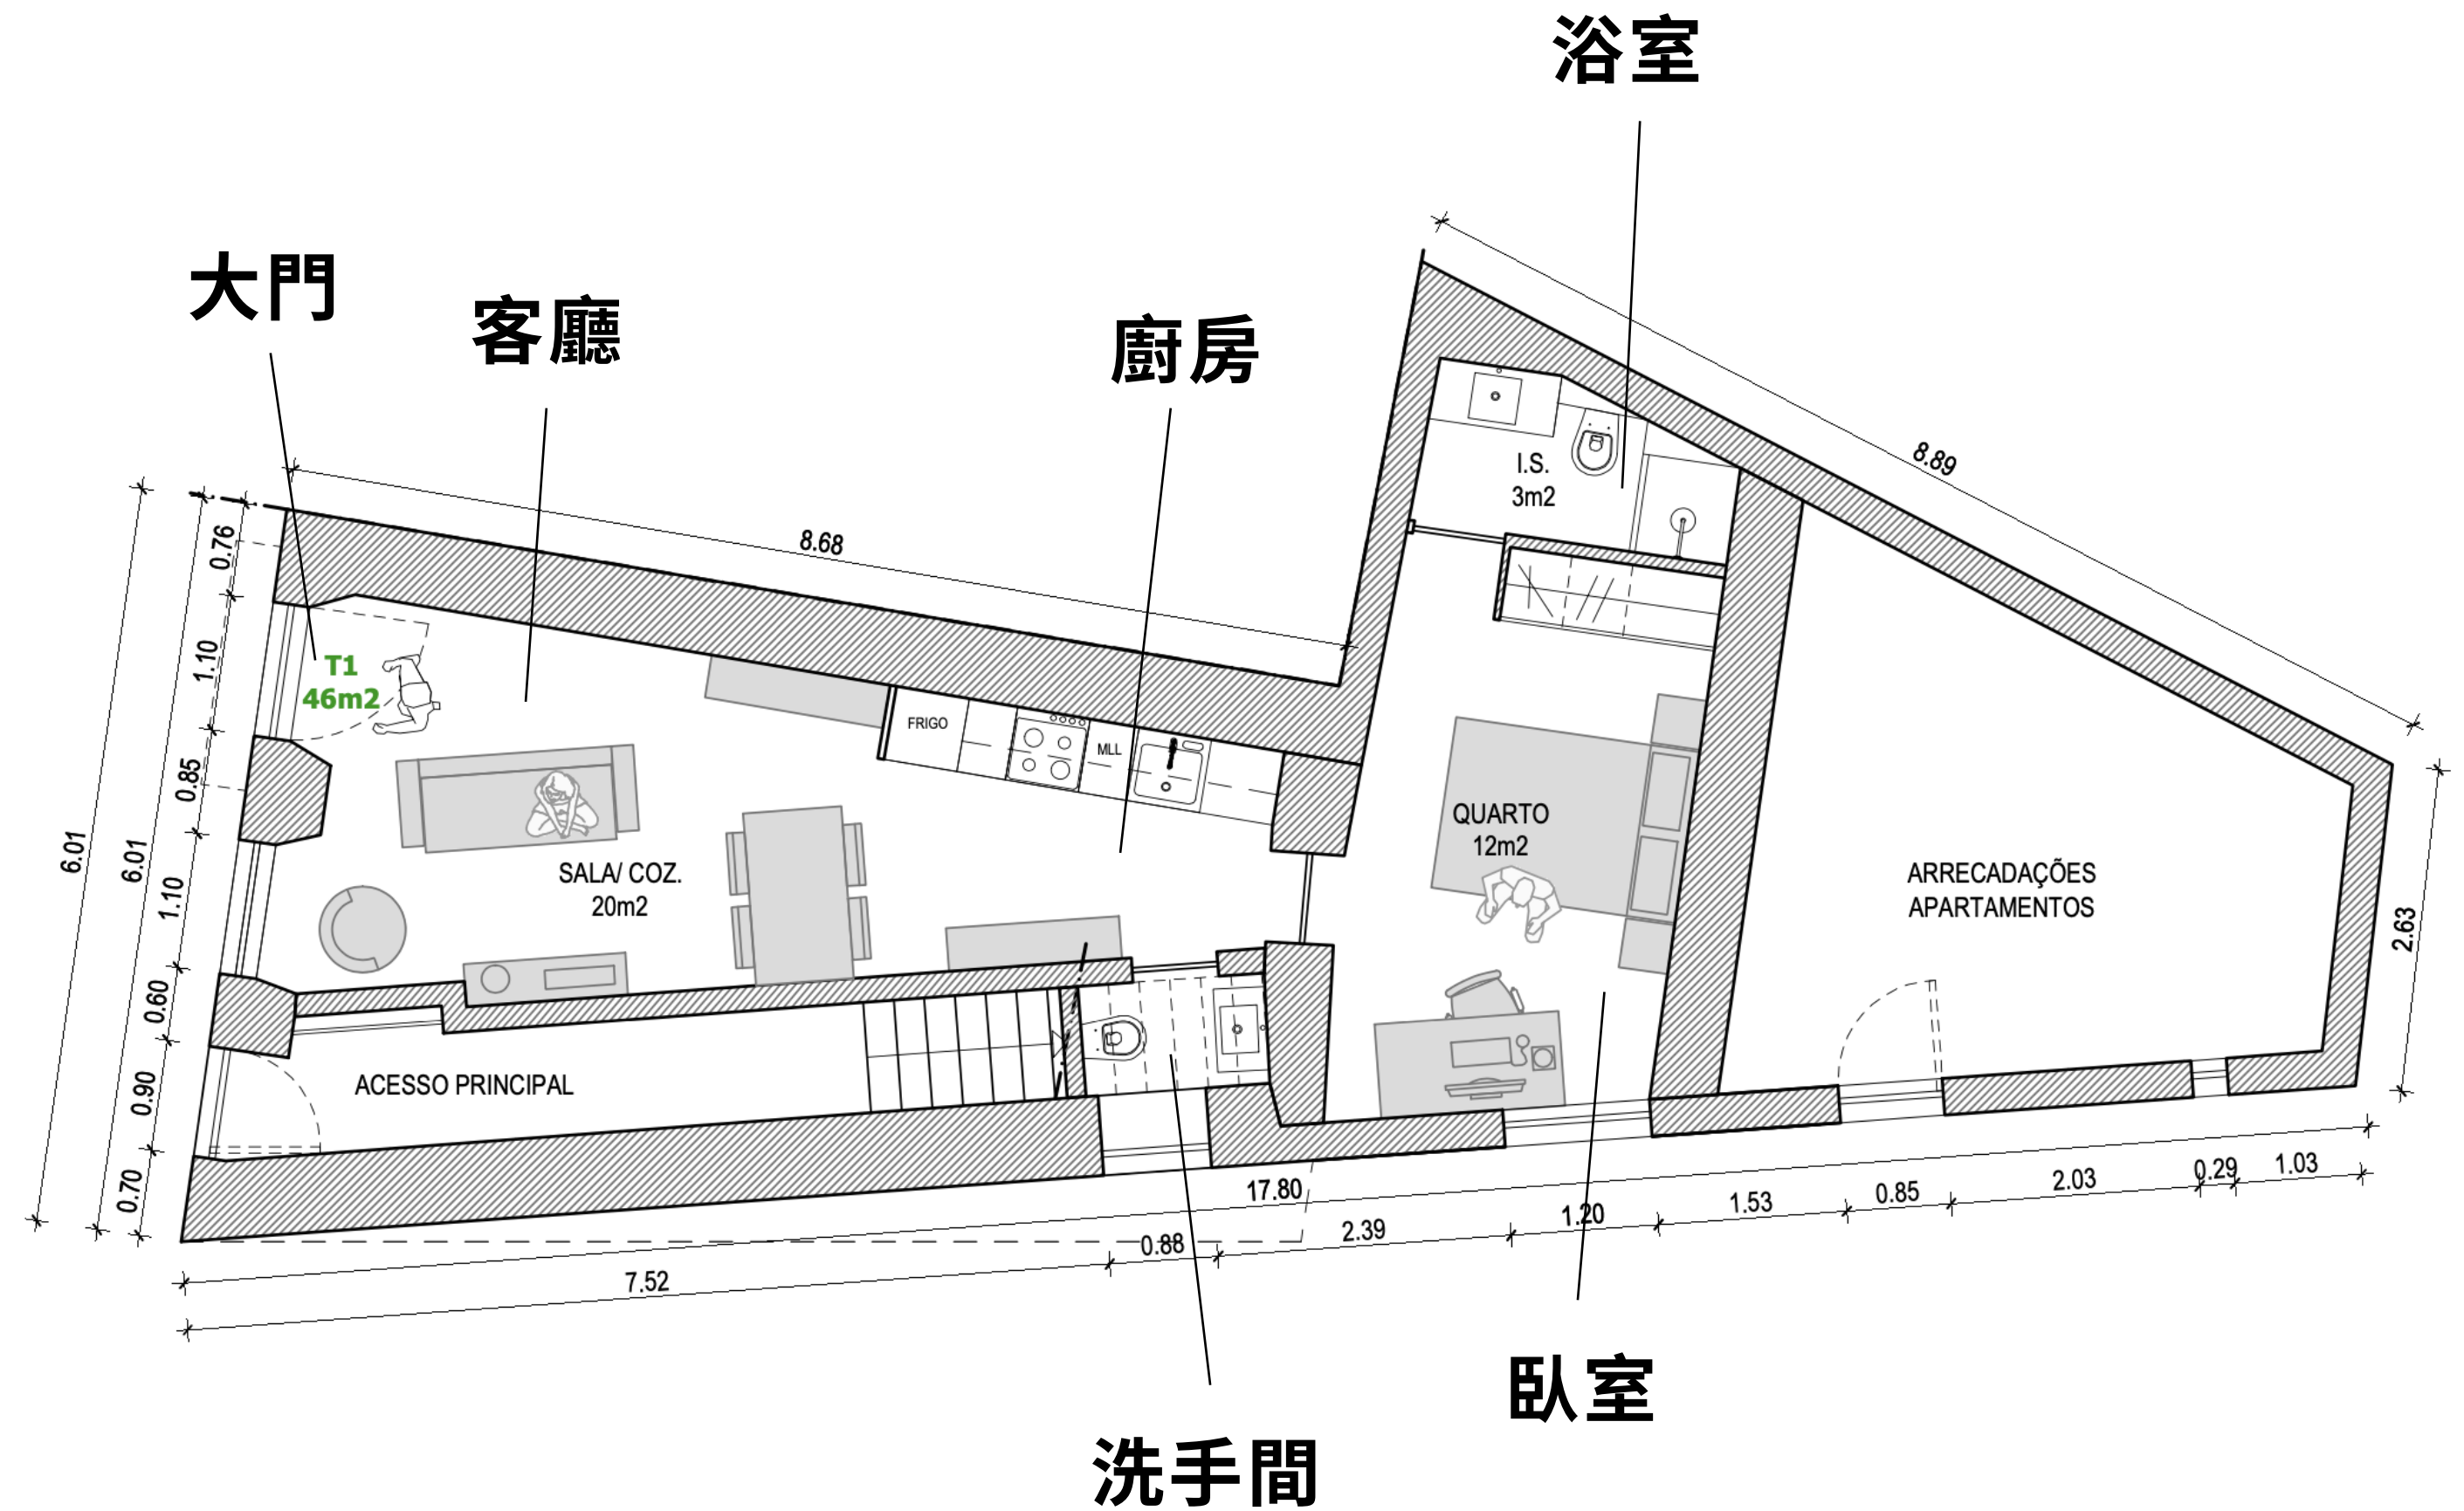 浴室
大門
客廳
廚房
8.89
8.68
I.S.
3m2
0.76
1.10
0.85
6.01
6.01
1.10
0.60
0.90
0.70
T1
46m2
FRIGO
MLL
SALA/ COZ.
20m2
QUARTO
12m2
ARRECADAÇÕES
APARTAMENTOS
2.63
ACESSO PRINCIPAL
17.80
7.52
0.88
2.39
1.20
1.53
0.85
2.03
0.29
1.03
臥室
洗手間